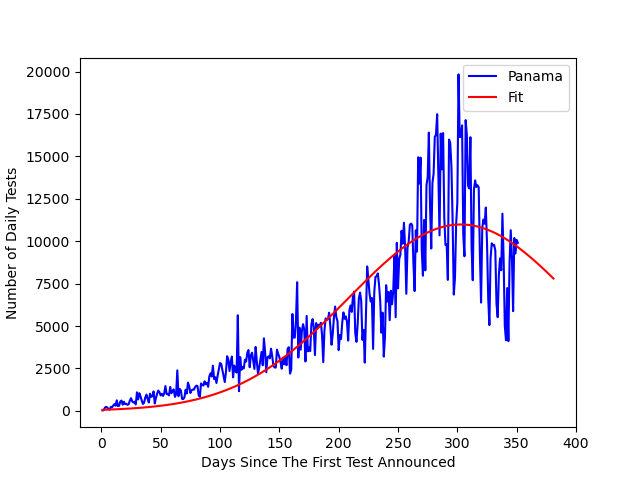 Panama
Fit
20000
17500
15000
12500
10000
7500
5000
2500
0
Number of Daily Tests
0 50 100 150 200 250 300 350 400
Days Since The First Test Announced